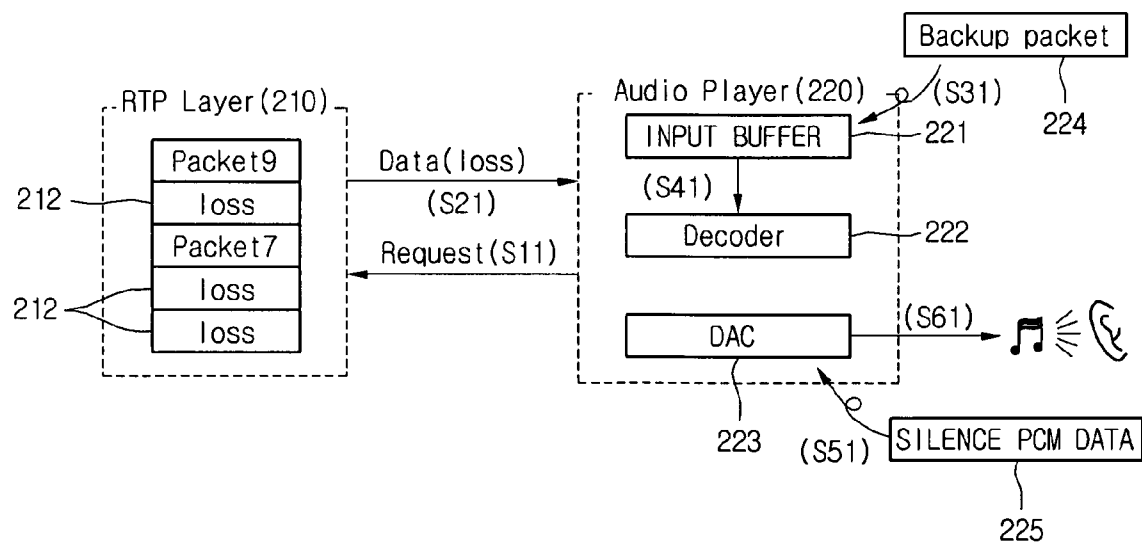 Backup packet
224
RTP Layer(210)
Packet9
loss
Packet7
loss
loss
212
212
Data(loss)
(S21)
Request(S11)
Audio Player(220)
(S31)
INPUT BUFFER
221
(S41)
Decoder
222
DAC
223
(S61)
(S51)
SILENCE PCM DATA
225